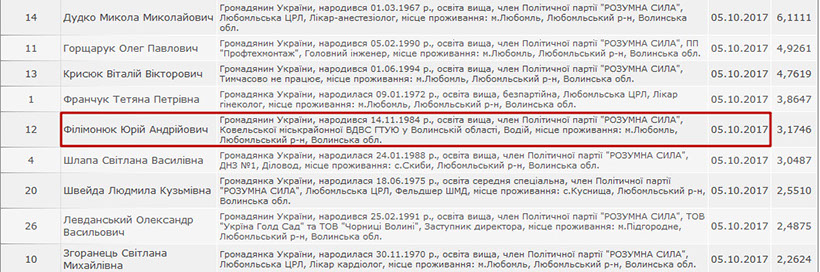 14 Дудко Микола Миколайович Громадянин України, народився 01.03.1967 р., освіта вища, член Політичної партії "РОЗУМНА СИЛА", 05.10.2017 6,1111
Любомльська ЦРЛ, Лікар-анестезіолог, місце проживання: м.Любомль, Любомльський р-н, Волинська
обл.
11 Горщарук Олег Павлович Громадянин України, народився 05.02.1990 р., освіта вища, член Політичної партії "РОЗУМНА СИЛА", ПП 05.10.2017 4,9261
"Профтехмонтаж", Головний інженер, місце проживання: м.Любомль, Любомльський р-н, Волинська
обл.
13 Крисюк Віталій Вікторович Громадянин України, народився 01.06.1994 р., освіта вища, член Політичної партії "РОЗУМНА СИЛА", 05.10.2017 4,7619
Тимчасово не працює, місце проживання: м.Любомль, Любомльський р-н, Волинська обл.
1 Франчук Тетяна Петрівна Громадянка України, народилася 09.01.1972 р., освіта вища, безпартійна, Любомльська ЦРЛ, Лікар 05.10.2017 3,8647
гінеколог, місце проживання: м.Любомль, Любомльський р-н, Волинська обл.
12 Філімонюк Юрій Андрійович Громадянин України, народився 14.11.1984 р., освіта вища, член Політичної партії "РОЗУМНА СИЛА", 05.10.2017 3,1746
Ковельської міськрайонної ВДВС ГТУЮ у Волинській області, Водій, місце проживання: м.Любомль,
Любомльський р-н, Волинська обл.
4 Шлапа Світлана Василівна Громадянка України, народилася 24.01.1988 р., освіта вища, член Політичної партії "РОЗУМНА СИЛА", 05.10.2017 3,0487
ДНЗ №1, Діловод, місце проживання: с.Скиби, Любомльський р-н, Волинська обл.
20 Швейда Людмила Кузьмівна Громадянка України, народилася 18.06.1975 р., освіта середня спеціальна, член Політичної партії 05.10.2017 2,5510
"РОЗУМНА СИЛА", Любомльська ЦРЛ, Фельдшер ШМД, місце проживання: с.Куснища, Любомльський р-н,
Волинська обл.
26 Левданський Олександр Васильович Громадянин України, народився 25.02.1991 р., освіта вища, член Політичної партії "РОЗУМНА СИЛА", ТОВ 05.10.2017 2,4875
"Укрїна Голд Сад" та ТОВ "Чорниці Волині", Заступник директора, місце проживання: м.Підгородне,
Любомльський р-н, Волинська обл.
10 Згоранець Світлана Михайлівна Громадянка України, народилася 30.11.1970 р., освіта вища, член Політичної партії "РОЗУМНА СИЛА", 05.10.2017 2,2624
Любомльська ЦРЛ, Лікар кардіолог, місце проживання: м.Любомль, Любомльський р-н, Волинська обл.